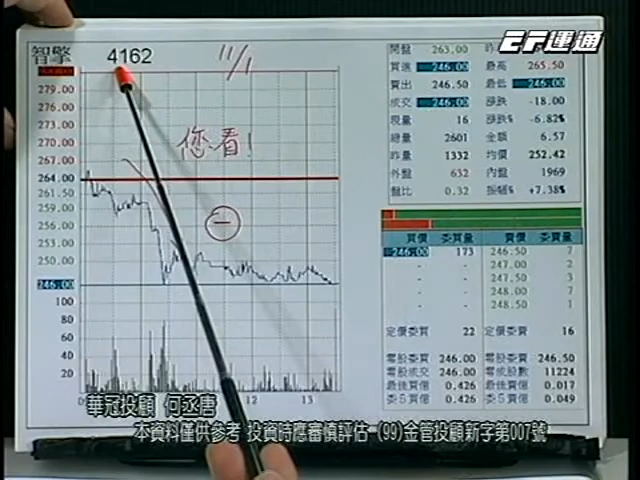 EF運通
智擎 4162 11/1
您看!
一
279.00
276.00
273.00
270.00
267.00
264.00
261.50
259.00
256.00
253.00
250.00
246.00
100
80
60
40
20
12 13
開盤 263.00
買進 246.00 最高 265.50
賣出 246.50 最低 246.00
成交 246.00 漲跌 -18.00
現量 16 漲跌% -6.82%
總量 2601 金額 6.57
昨量 1332 均價 252.42
外盤 632 內盤 1969
盤比 0.32 振幅% +7.38%
買價 委買量 賣價 委賣量
246.00 173 246.50 7
- - 247.00 2
- - 247.50 3
- - 248.00 7
- - 248.50 1
定價委買 22 定價委賣 16
零股委買 246.00 零股委賣 246.50
零股成交 246.00 零成股數 11224
最佳買值 0.426 最佳賣值 0.017
委5買值 0.426 委5賣值 0.049
華冠投顧 何丞唐
本資料僅供參考 投資時應審慎評估 (99)金管投顧新字第007號